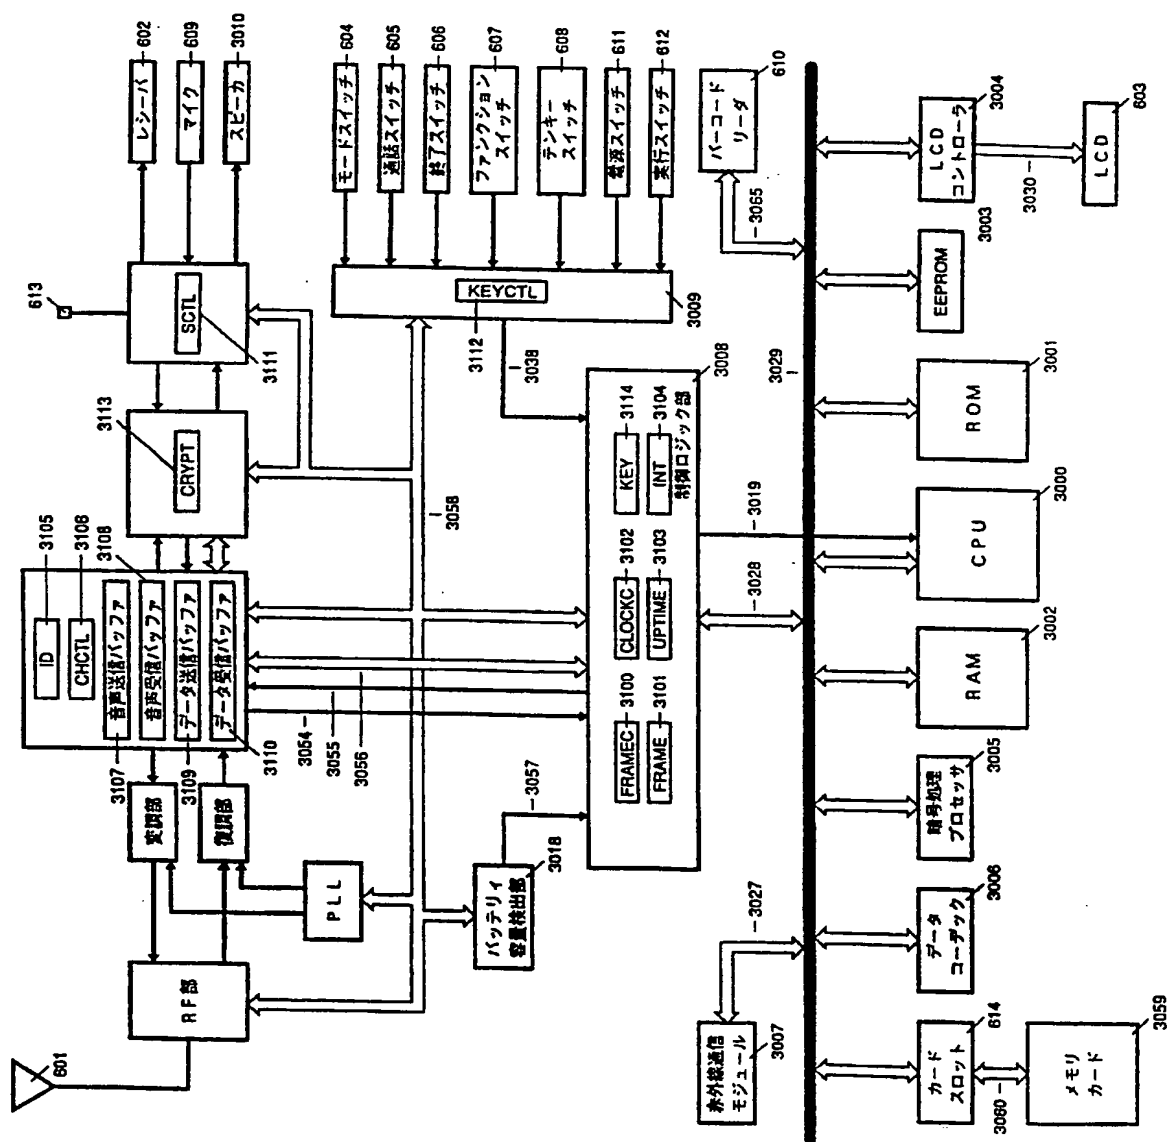 レシーバ
602
マイク
609
スピーカ
3010
モードスイッチ
604
通話スイッチ
605
終了スイッチ
606
ファンクション
スイッチ
607
テンキー
スイッチ
608
電源スイッチ
611
実行スイッチ
612
バーコード
リーダ
610
3065
613
SCTL
3111
CRYPT
3113
KEYCTL
3112
3009
3038
3058
ID
3105
CHCTL
3106
音声送信バッファ
3107
音声受信バッファ
3108
データ送信バッファ
3109
データ受信バッファ
3110
変調部
復調部
PLL
RF部
601
バッテリィ
容量検出部
3018
3057
3054
3055
3056
FRAMEC
3100
CLOCKC
3102
KEY
3114
FRAME
3101
UPTIME
3103
INT
3104
制御ロジック部
3008
3019
3028
3029
3027
赤外線通信
モジュール
3007
LCD
コントローラ
3004
3030
LCD
603
EEPROM
3003
ROM
3001
CPU
3000
RAM
3002
暗号処理
プロセッサ
3005
データ
コーデック
3006
カード
スロット
614
3060
メモリ
カード
3059